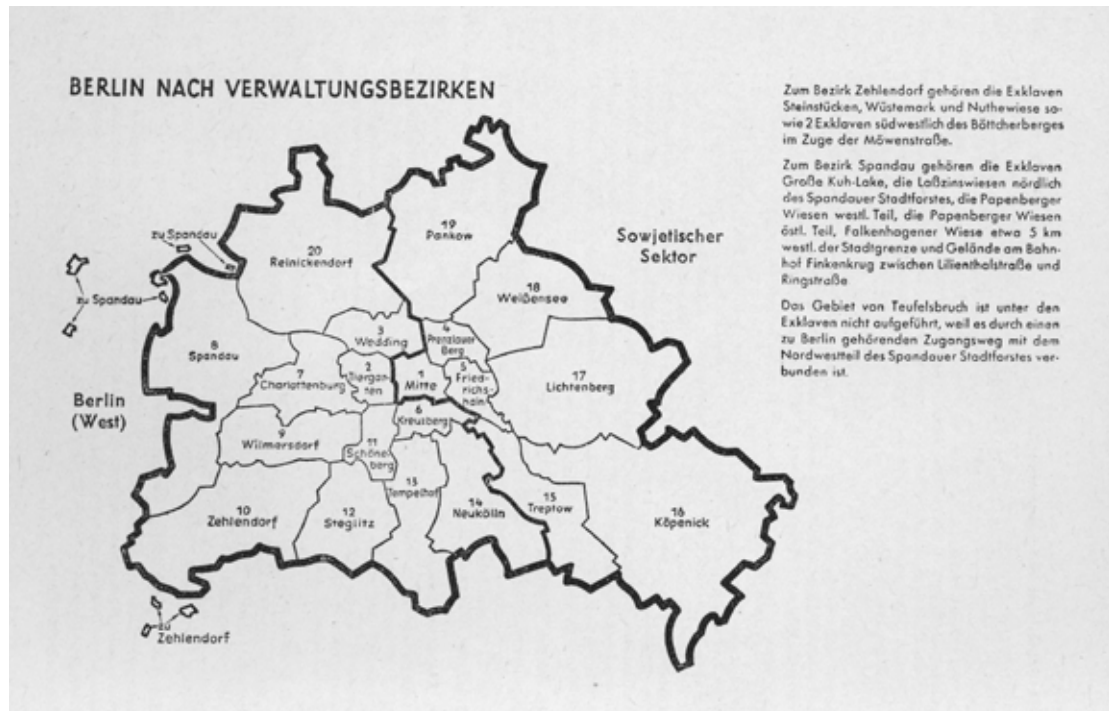 BERLIN NACH VERWALTUNGSBEZIRKEN
Zum Bezirk Zehlendorf gehören die Exklaven
Steinstücken, Wüstemark und Nuthewiese so-
wie 2 Exklaven südwestlich des Böttcherberges
im Zuge der Möwenstraße.
Zum Bezirk Spandau gehören die Exklaven
Große Kuh-Lake, die Laßzinswiesen nördlich
des Spandauer Stadtforstes, die Papenberger
Wiesen westl. Teil, die Papenberger Wiesen
östl. Teil, Falkenhagener Wiese etwa 5 km
westl. der Stadtgrenze und Gelände am Bahn-
hof Finkenkrug zwischen Lilienthalstraße und
Ringstraße
Das Gebiet von Teufelsbruch ist unter den
Exklaven nicht aufgeführt, weil es durch einen
zu Berlin gehörenden Zugangsweg mit dem
Nordwestteil des Spandauer Stadtforstes ver-
bunden ist.
19
Pankow
zu Spandau
20
Reinickendorf
Sowjetischer
Sektor
18
Weißensee
zu Spandau
3
Wedding
4
Prenzlauer
Berg
8
Spandau
7
Charlottenburg
2
Tiergar-
ten
1
Mitte
5
Fried-
richs-
hain
17
Lichtenberg
Berlin
(West)
6
Kreuzberg
9
Wilmersdorf
11
Schöne-
berg
13
Tempelhof
10
Zehlendorf
12
Steglitz
14
Neukölln
15
Treptow
16
Köpenick
zu
Zehlendorf